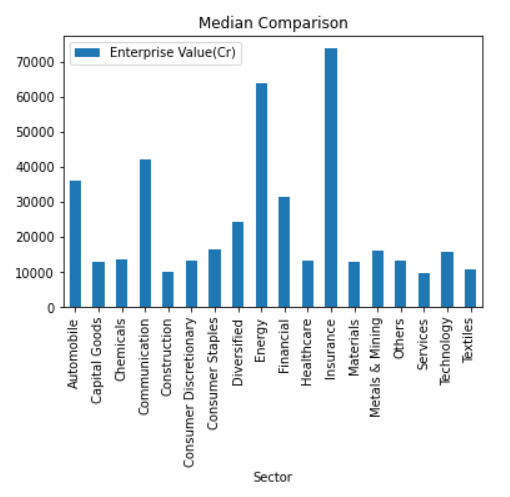 Median Comparison
Enterprise Value(Cr)
70000
60000
50000
40000
30000
20000
10000
0
Automobile
Capital Goods
Chemicals
Communication
Construction
Consumer Discretionary
Consumer Staples
Diversified
Energy
Financial
Healthcare
Insurance
Materials
Metals & Mining
Others
Services
Technology
Textiles
Sector